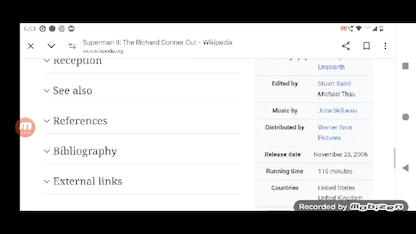 6:53
Superman II: The Richard Donner Cut - Wikipedia
en.m.wikipedia.org
Reception
See also
References
Bibliography
External links
Unsworth
Edited by
Stuart Baird
Michael Thau
Music by
John Williams
Distributed by
Warner Bros.
Pictures
Release date
November 28, 2006
Running time
116 minutes
Countries
United States
United Kingdom
Recorded by Mobizen